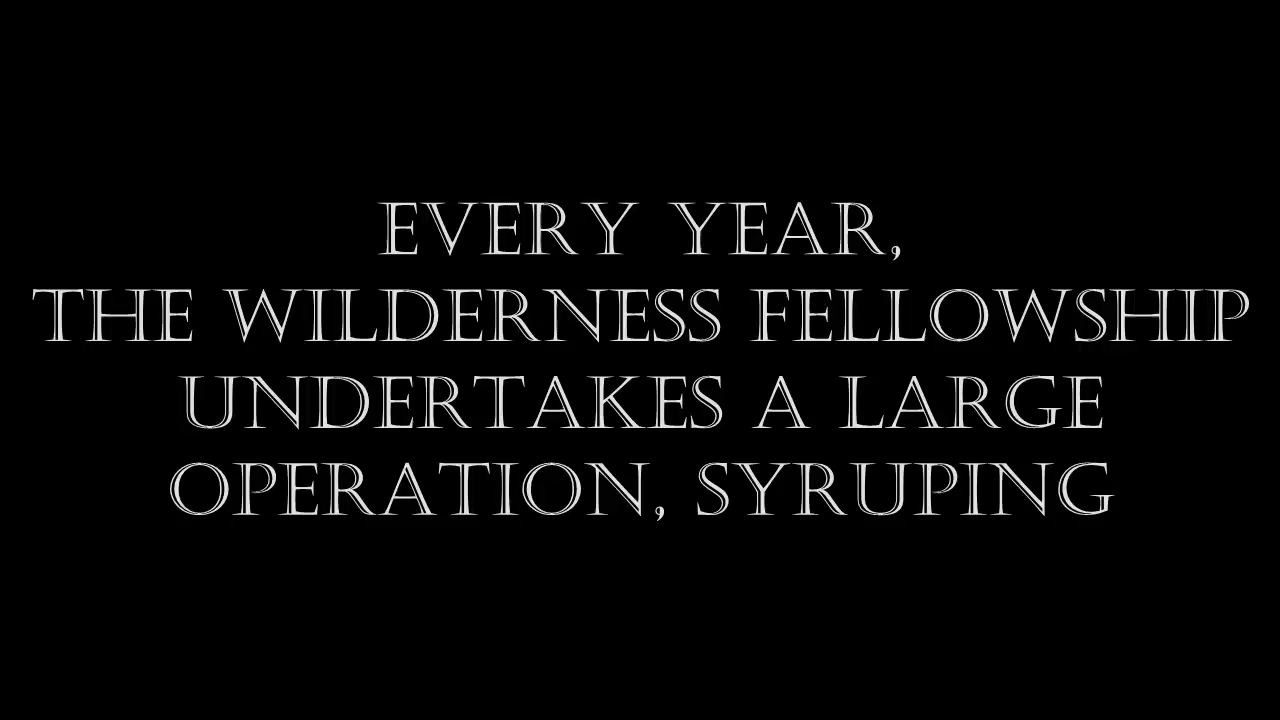 EVERY YEAR,
THE WILDERNESS FELLOWSHIP
UNDERTAKES A LARGE
OPERATION, SYRUPING